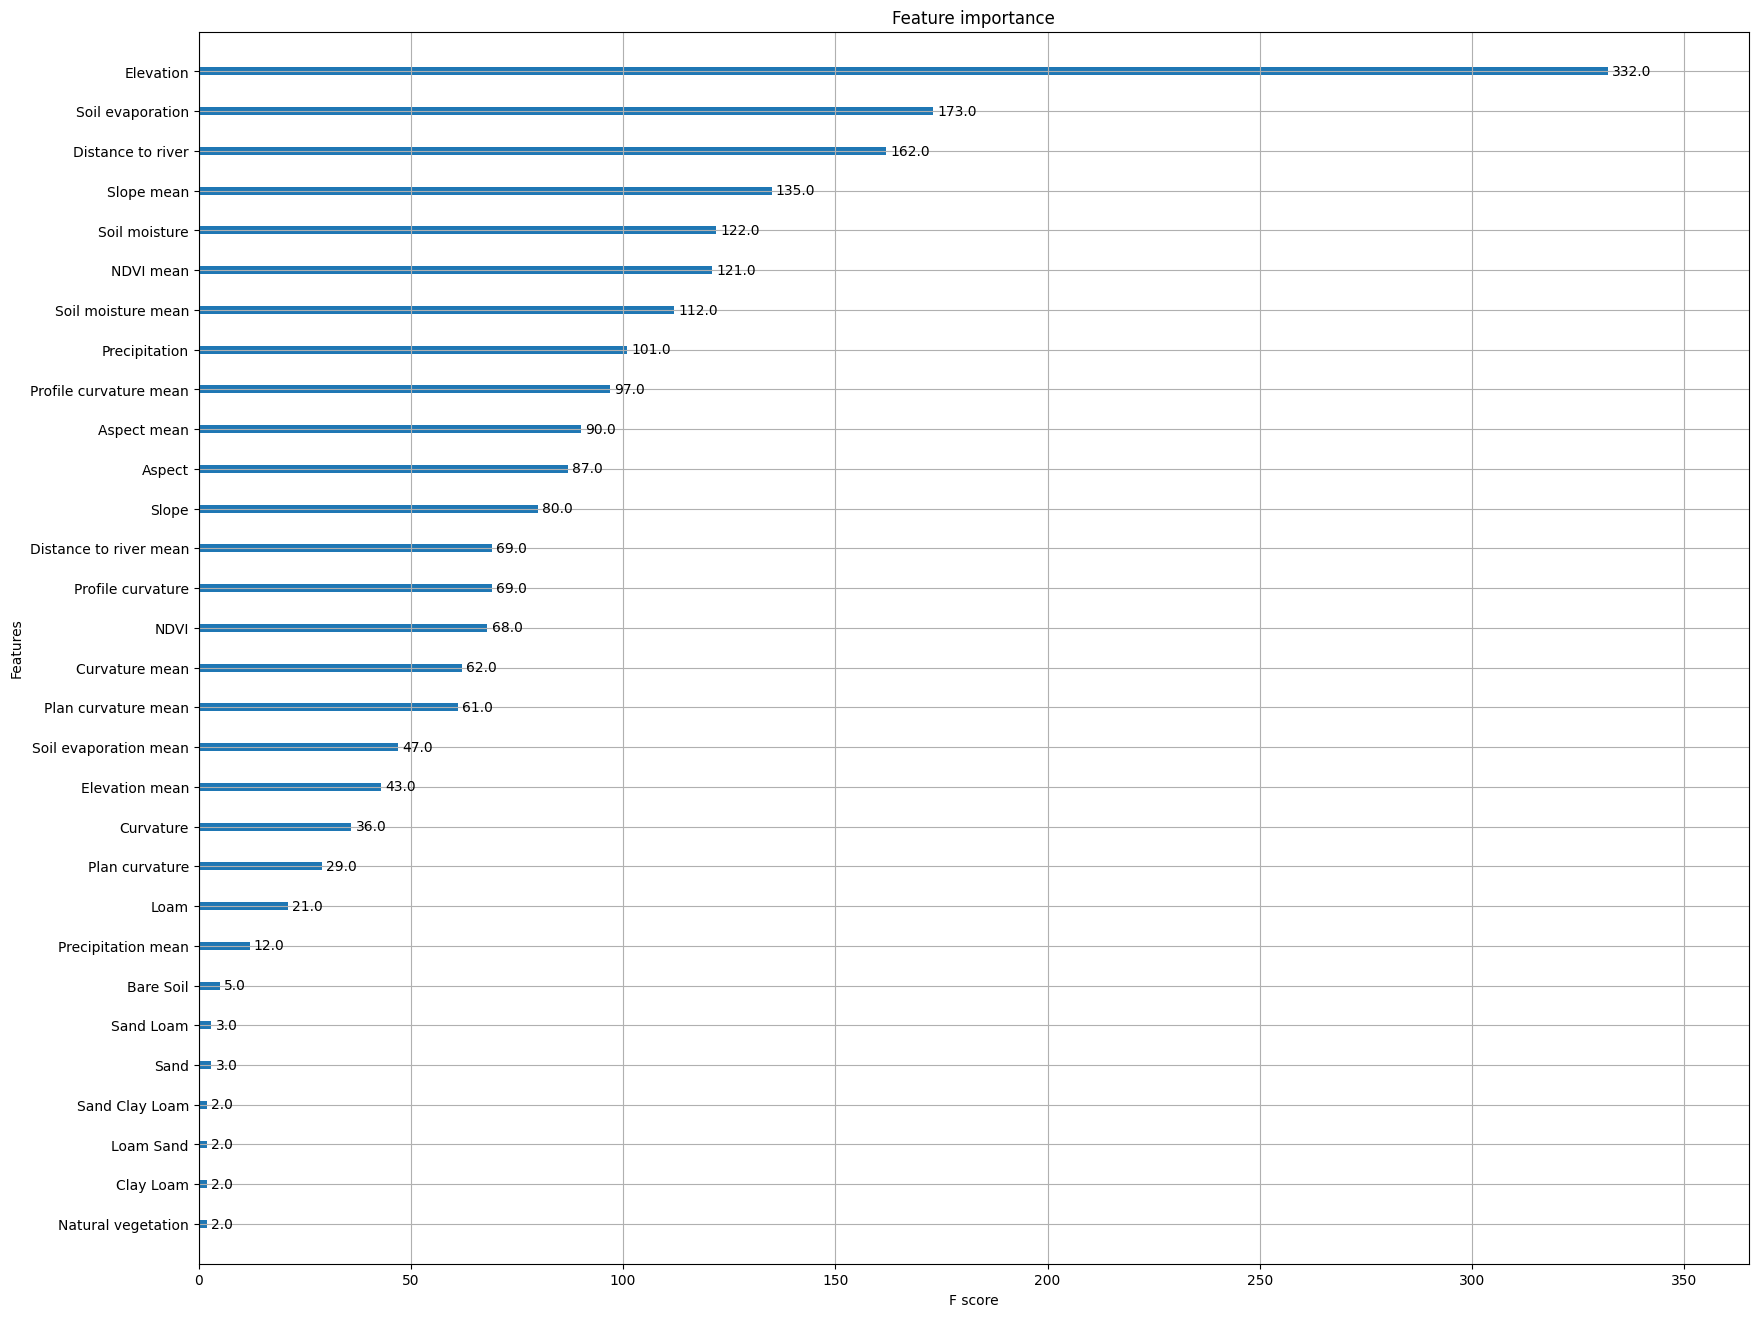 Feature importance
Elevation 332.0
Soil evaporation 173.0
Distance to river 162.0
Slope mean 135.0
Soil moisture 122.0
NDVI mean 121.0
Soil moisture mean 112.0
Precipitation 101.0
Profile curvature mean 97.0
Aspect mean 90.0
Aspect 87.0
Slope 80.0
Distance to river mean 69.0
Profile curvature 69.0
NDVI 68.0
Features
Curvature mean 62.0
Plan curvature mean 61.0
Soil evaporation mean 47.0
Elevation mean 43.0
Curvature 36.0
Plan curvature 29.0
Loam 21.0
Precipitation mean 12.0
Bare Soil 5.0
Sand Loam 3.0
Sand 3.0
Sand Clay Loam 2.0
Loam Sand 2.0
Clay Loam 2.0
Natural vegetation 2.0
0 50 100 150 200 250 300 350
F score